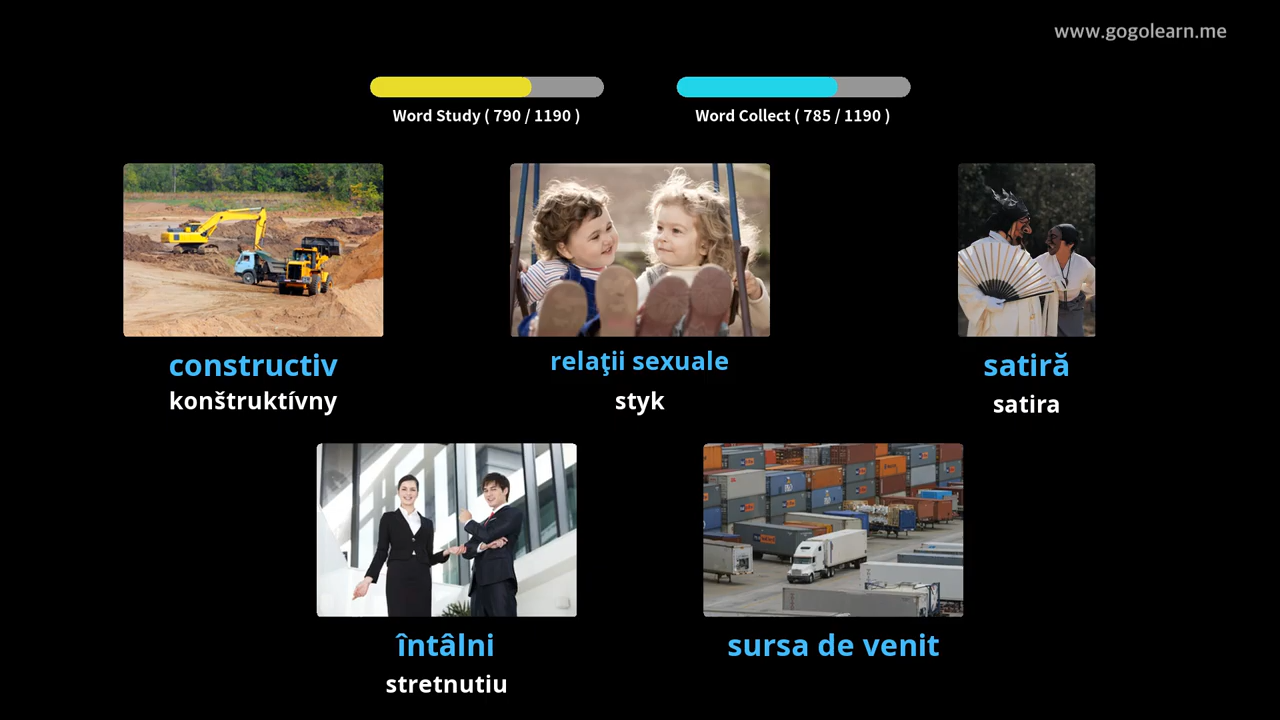 www.gogolearn.me
Word Study ( 790 / 1190 )
Word Collect ( 785 / 1190 )
constructiv
konštruktívny
relaţii sexuale
styk
satiră
satira
întâlni
stretnutiu
sursa de venit